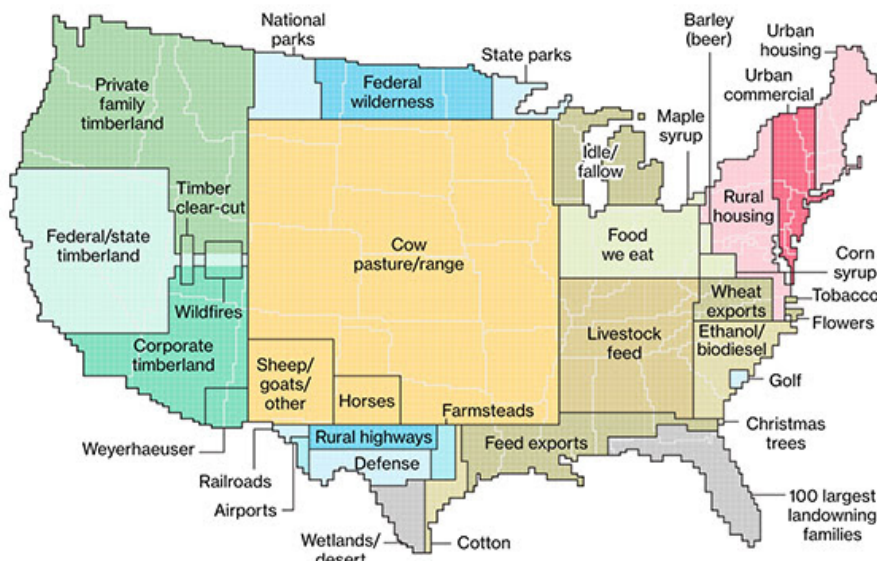 National
parks
State parks
Barley
(beer)
Urban
housing
Urban
commercial
Private
family
timberland
Federal
wilderness
Maple
syrup
Idle/
fallow
Timber
clear-cut
Federal/state
timberland
Rural
housing
Cow
pasture/range
Food
we eat
Corn
syrup
Wildfires
Wheat
exports
Tobacco
Flowers
Corporate
timberland
Livestock
feed
Ethanol/
biodiesel
Sheep/
goats/
other
Horses
Golf
Farmsteads
Weyerhaeuser
Rural highways
Feed exports
Christmas
trees
Railroads
Defense
Airports
100 largest
landowning
families
Wetlands/
desert
Cotton